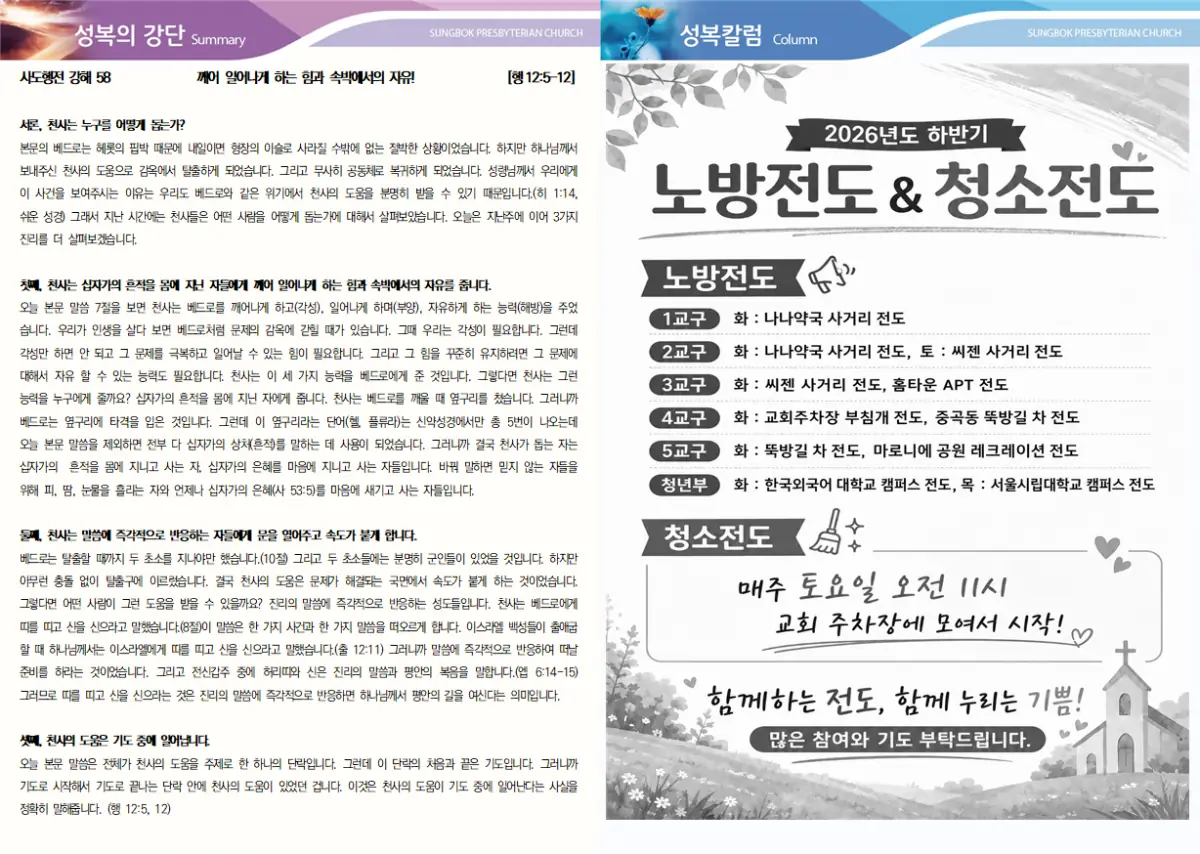 성복의 강단 Summary
SUNGBOK PRESBYTERIAN CHURCH
사도행전 강해 58 깨어 일어나게 하는 힘과 속박에서의 자유! [행 12:5-12]
서론, 천사는 누구를 어떻게 돕는가?
본문의 베드로는 헤롯의 핍박 때문에 내일이면 형장의 이슬로 사라질 수밖에 없는 절박한 상황이었습니다. 하지만 하나님께서
보내주신 천사의 도움으로 감옥에서 탈출하게 되었습니다. 그리고 무사히 공동체로 복귀하게 되었습니다. 성령님께서 우리에게
이 사건을 보여주시는 이유는 우리도 베드로와 같은 위기에서 천사의 도움을 분명히 받을 수 있기 때문입니다.(히 1:14,
쉬운 성경) 그래서 지난 시간에는 천사들은 어떤 사람을 어떻게 돕는가에 대해서 살펴보았습니다. 오늘은 지난주에 이어 3가지
진리를 더 살펴보겠습니다.
첫째, 천사는 십자가의 흔적을 몸에 지닌 자들에게 깨어 일어나게 하는 힘과 속박에서의 자유를 줍니다.
오늘 본문 말씀 7절을 보면 천사는 베드로를 깨어나게 하고(각성), 일어나게 하며(부양), 자유하게 하는 능력(해방)을 주었
습니다. 우리가 인생을 살다 보면 베드로처럼 문제의 감옥에 갇힐 때가 있습니다. 그때 우리는 각성이 필요합니다. 그런데
각성만 하면 안 되고 그 문제를 극복하고 일어날 수 있는 힘이 필요합니다. 그리고 그 힘을 꾸준히 유지하려면 그 문제에
대해서 자유 할 수 있는 능력도 필요합니다. 천사는 이 세 가지 능력을 베드로에게 준 것입니다. 그렇다면 천사는 그런
능력을 누구에게 줄까요? 십자가의 흔적을 몸에 지닌 자에게 줍니다. 천사는 베드로를 깨울 때 옆구리를 쳤습니다. 그러니까
베드로는 옆구리에 타격을 입은 것입니다. 그런데 이 옆구리라는 단어(헬, 플류라)는 신약성경에서만 총 5번이 나오는데
오늘 본문 말씀을 제외하면 전부 다 십자가의 상처(흔적)를 말하는 데 사용이 되었습니다. 그러니까 결국 천사가 돕는 자는
십자가의 흔적을 몸에 지니고 사는 자, 십자가의 은혜를 마음에 지니고 사는 자들입니다. 바꿔 말하면 믿지 않는 자들을
위해 피, 땀, 눈물을 흘리는 자와 언제나 십자가의 은혜(사 53:5)를 마음에 새기고 사는 자들입니다.
둘째, 천사는 말씀에 즉각적으로 반응하는 자들에게 문을 열어주고 속도가 붙게 합니다.
베드로는 탈출할 때까지 두 초소를 지나야만 했습니다.(10절) 그리고 두 초소들에는 분명히 군인들이 있었을 것입니다. 하지만
아무런 충돌 없이 탈출구에 이르렀습니다. 결국 천사의 도움은 문제가 해결되는 국면에서 속도가 붙게 하는 것이었습니다.
그렇다면 어떤 사람이 그런 도움을 받을 수 있을까요? 진리의 말씀에 즉각적으로 반응하는 성도들입니다. 천사는 베드로에게
띠를 띠고 신을 신으라고 말했습니다.(8절)이 말씀은 한 가지 사건과 한 가지 말씀을 떠오르게 합니다. 이스라엘 백성들이 출애굽
할 때 하나님께서는 이스라엘에게 띠를 띠고 신을 신으라고 말했습니다.(출 12:11) 그러니까 말씀에 즉각적으로 반응하여 떠날
준비를 하라는 것이었습니다. 그리고 전신갑주 중에 허리띠와 신은 진리의 말씀과 평안의 복음을 말합니다.(엡 6:14-15)
그러므로 띠를 띠고 신을 신으라는 것은 진리의 말씀에 즉각적으로 반응하면 하나님께서 평안의 길을 여신다는 의미입니다.
셋째, 천사의 도움은 기도 중에 일어납니다.
오늘 본문 말씀은 전체가 천사의 도움을 주제로 한 하나의 단락입니다. 그런데 이 단락의 처음과 끝은 기도입니다. 그러니까
기도로 시작해서 기도로 끝나는 단락 안에 천사의 도움이 있었던 겁니다. 이것은 천사의 도움이 기도 중에 일어난다는 사실을
정확히 말해줍니다. (행 12:5, 12)
성복칼럼 Column
SUNGBOK PRESBYTERIAN CHURCH
2026년도 하반기
노방전도 & 청소전도
노방전도
1교구 화 : 나나약국 사거리 전도
2교구 화 : 나나약국 사거리 전도, 토 : 씨젠 사거리 전도
3교구 화 : 씨젠 사거리 전도, 홈타운 APT 전도
4교구 화 : 교회주차장 부침개 전도, 중곡동 뚝방길 차 전도
5교구 화 : 뚝방길 차 전도, 마로니에 공원 레크레이션 전도
청년부 화 : 한국외국어 대학교 캠퍼스 전도, 목 : 서울시립대학교 캠퍼스 전도
청소전도
매주 토요일 오전 11시
교회 주차장에 모여서 시작!
함께하는 전도, 함께 누리는 기쁨!
많은 참여와 기도 부탁드립니다.